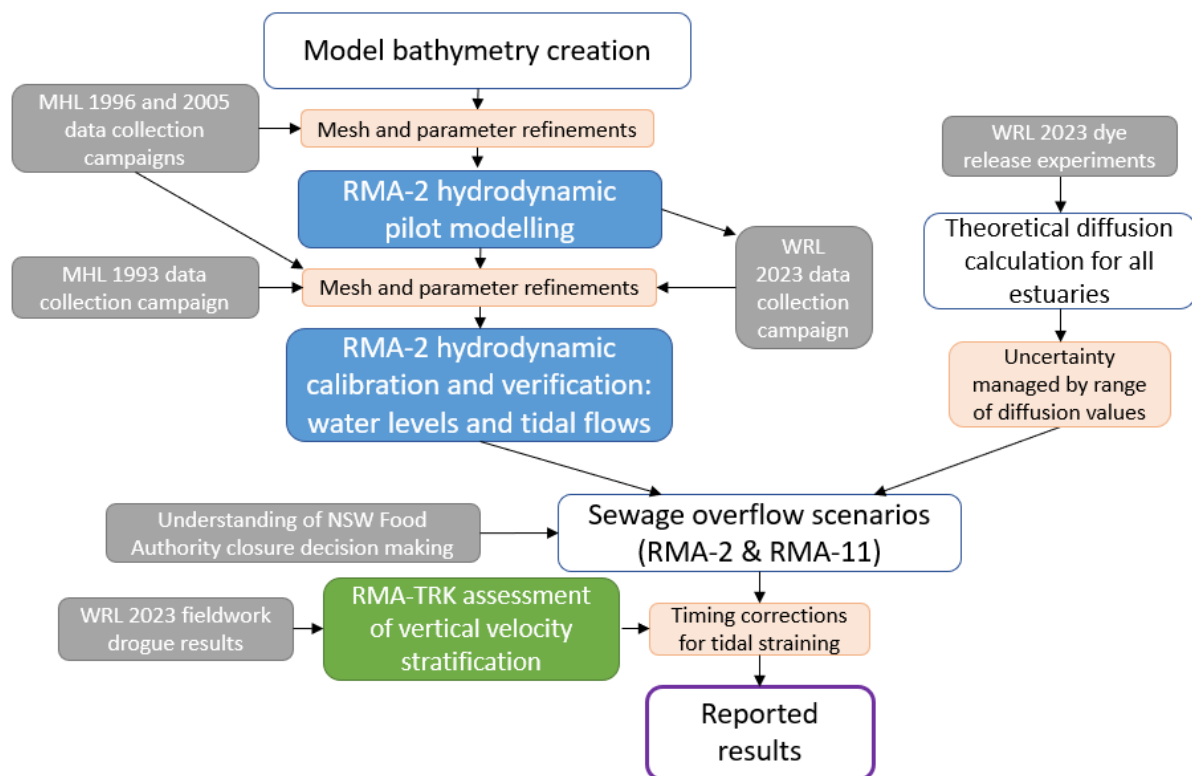 Model bathymetry creation
MHL 1996 and 2005
data collection
campaigns
Mesh and parameter refinements
WRL 2023 dye
release experiments
RMA-2 hydrodynamic
pilot modelling
Theoretical diffusion
calculation for all
estuaries
MHL 1993 data
collection campaign
Mesh and parameter refinements
WRL
2023 data
collection
campaign
RMA-2 hydrodynamic
calibration and verification:
water levels and tidal flows
Uncertainty
managed by range
of diffusion values
Understanding of NSW Food
Authority closure decision making
Sewage overflow scenarios
(RMA-2 & RMA-11)
WRL 2023 fieldwork
drogue results
RMA-TRK assessment
of vertical velocity
stratification
Timing corrections
for tidal straining
Reported
results